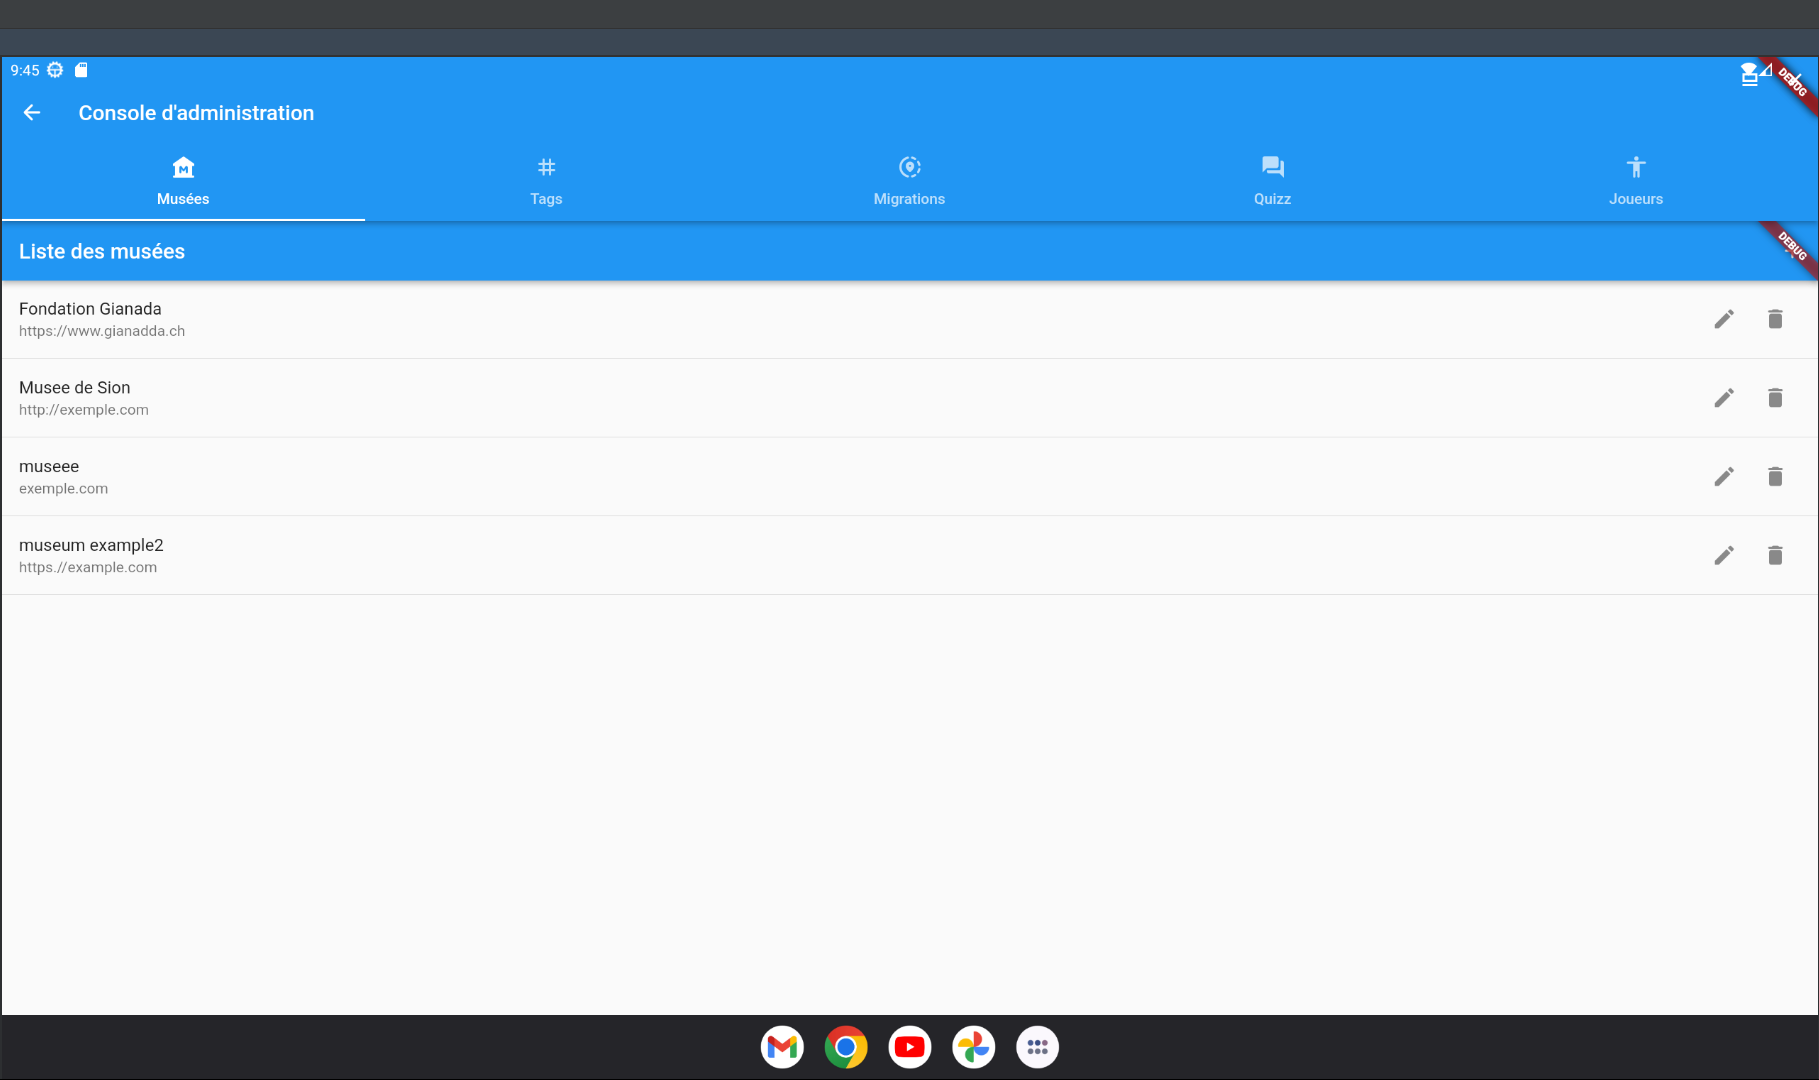 9:45
DEBUG
Console d'administration
Musées
Tags
Migrations
Quizz
Joueurs
Liste des musées
DEBUG
Fondation Gianada
https://www.gianadda.ch
Musee de Sion
http://exemple.com
museee
exemple.com
museum example2
https.//example.com